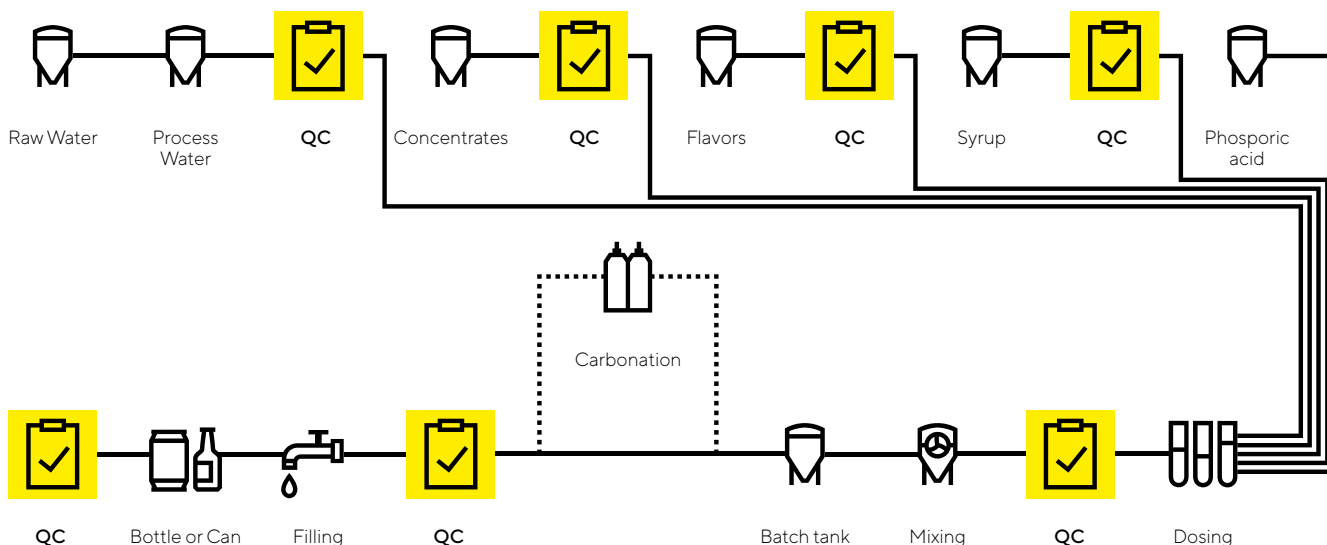 Raw Water
Process
Water
QC
Concentrates
QC
Flavors
QC
Syrup
QC
Phosporic
acid
Carbonation
QC
Bottle or Can
Filling
QC
Batch tank
Mixing
QC
Dosing